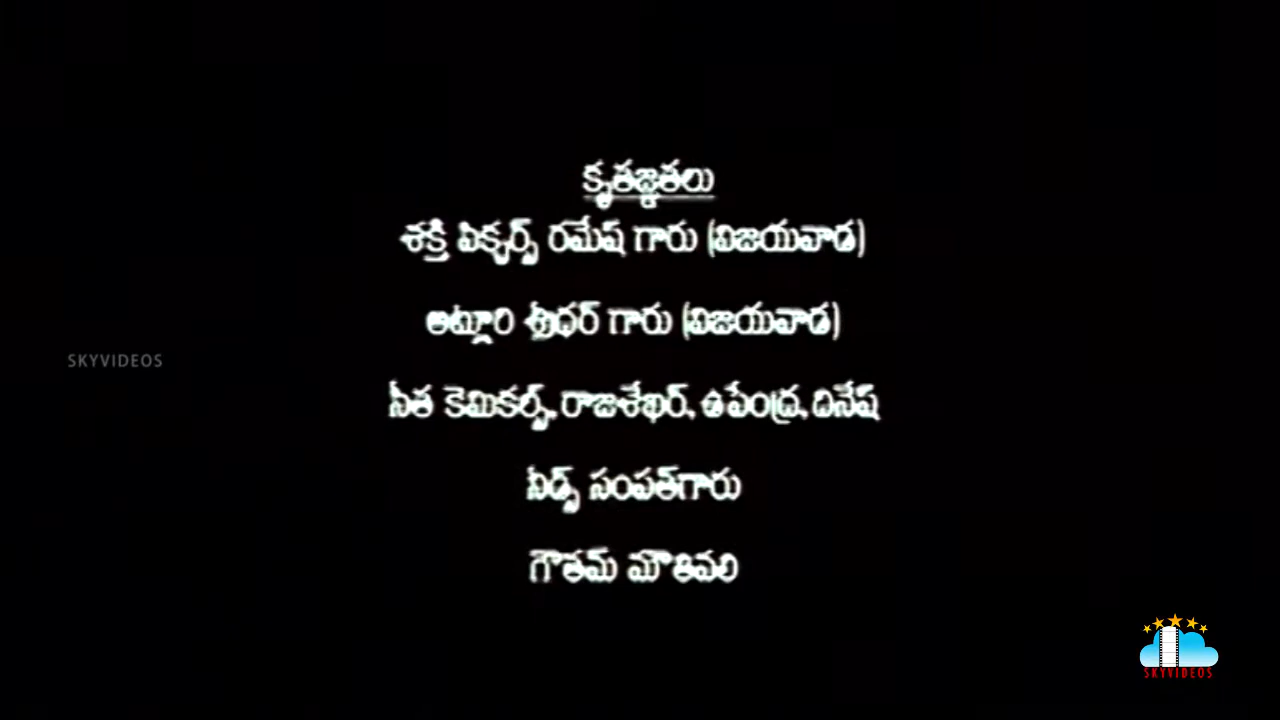 కృతజ్ఞతలు
శక్తి పిక్చర్స్ రమేష్ గారు (విజయవాడ)
అట్లూరి శ్రీధర్ గారు (విజయవాడ)
SKYVIDEOS
సీత కెమికల్స్, రాజశేఖర్, ఉపేంద్ర, దినేష్
సీడ్స్ సంపత్‌గారు
గౌతమ్
SKYVIDEOS